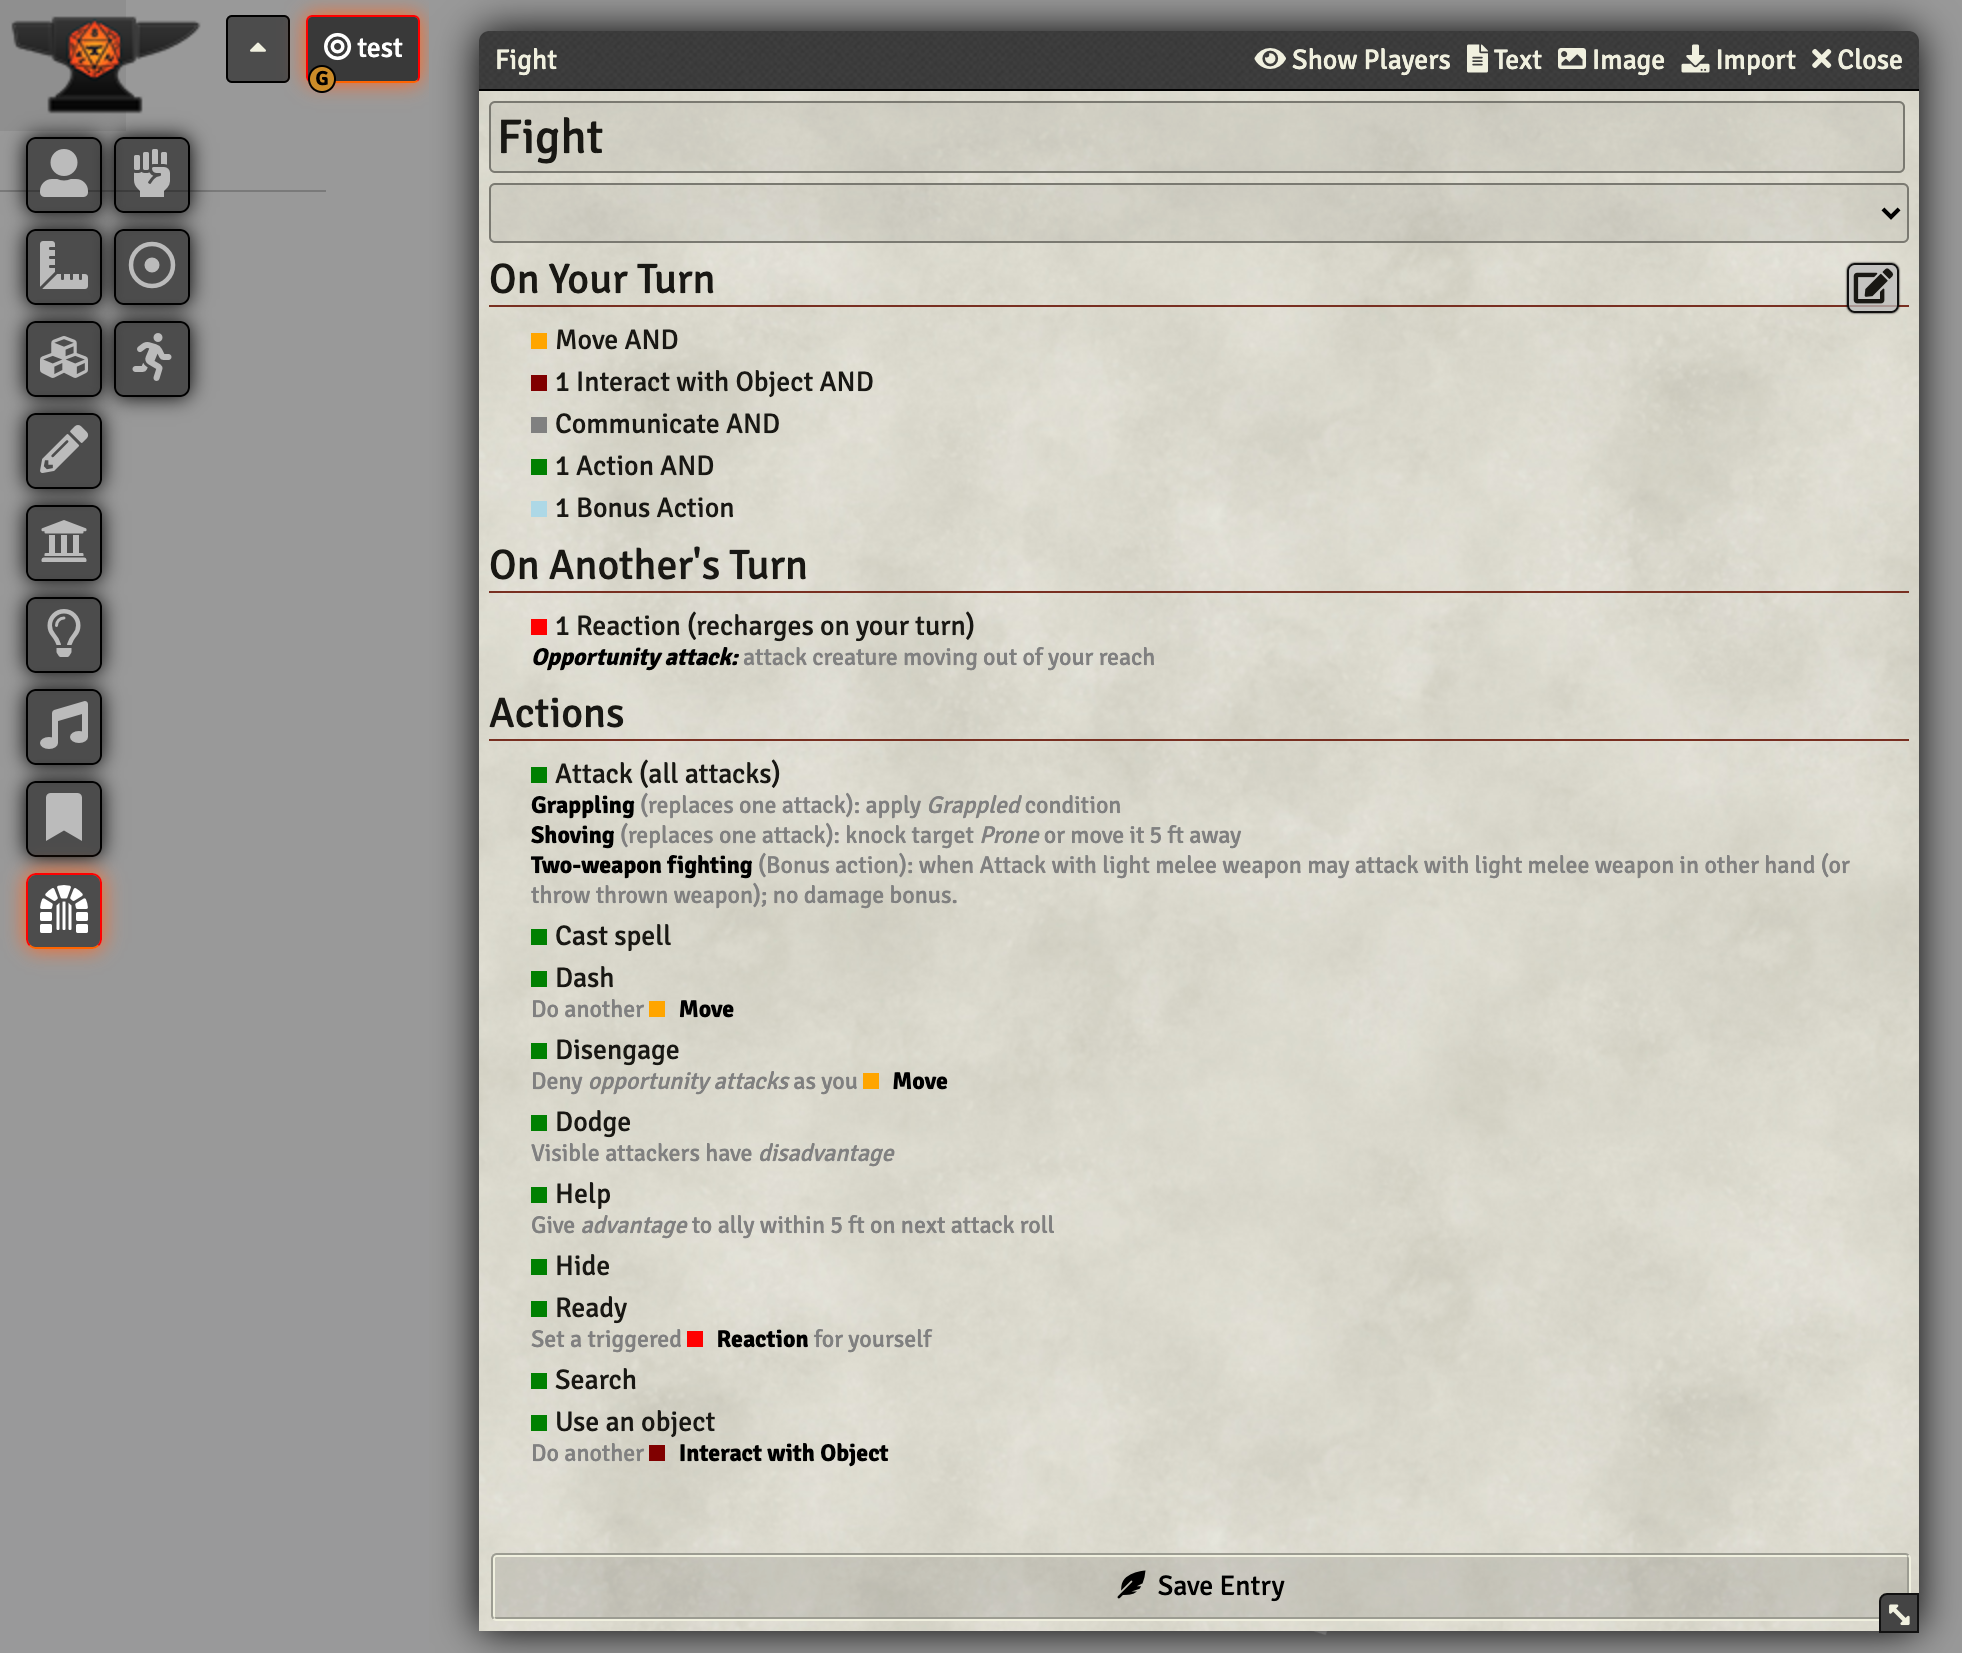 test
G
Fight
Show Players
Text
Image
Import
Close
Fight
On Your Turn
Move AND
1 Interact with Object AND
Communicate AND
1 Action AND
1 Bonus Action
On Another's Turn
1 Reaction (recharges on your turn)
Opportunity attack: attack creature moving out of your reach
Actions
Attack (all attacks)
Grappling (replaces one attack): apply Grappled condition
Shoving (replaces one attack): knock target Prone or move it 5 ft away
Two-weapon fighting (Bonus action): when Attack with light melee weapon may attack with light melee weapon in other hand (or
throw thrown weapon); no damage bonus.
Cast spell
Dash
Do another Move
Disengage
Deny opportunity attacks as you Move
Dodge
Visible attackers have disadvantage
Help
Give advantage to ally within 5 ft on next attack roll
Hide
Ready
Set a triggered Reaction for yourself
Search
Use an object
Do another Interact with Object
Save Entry